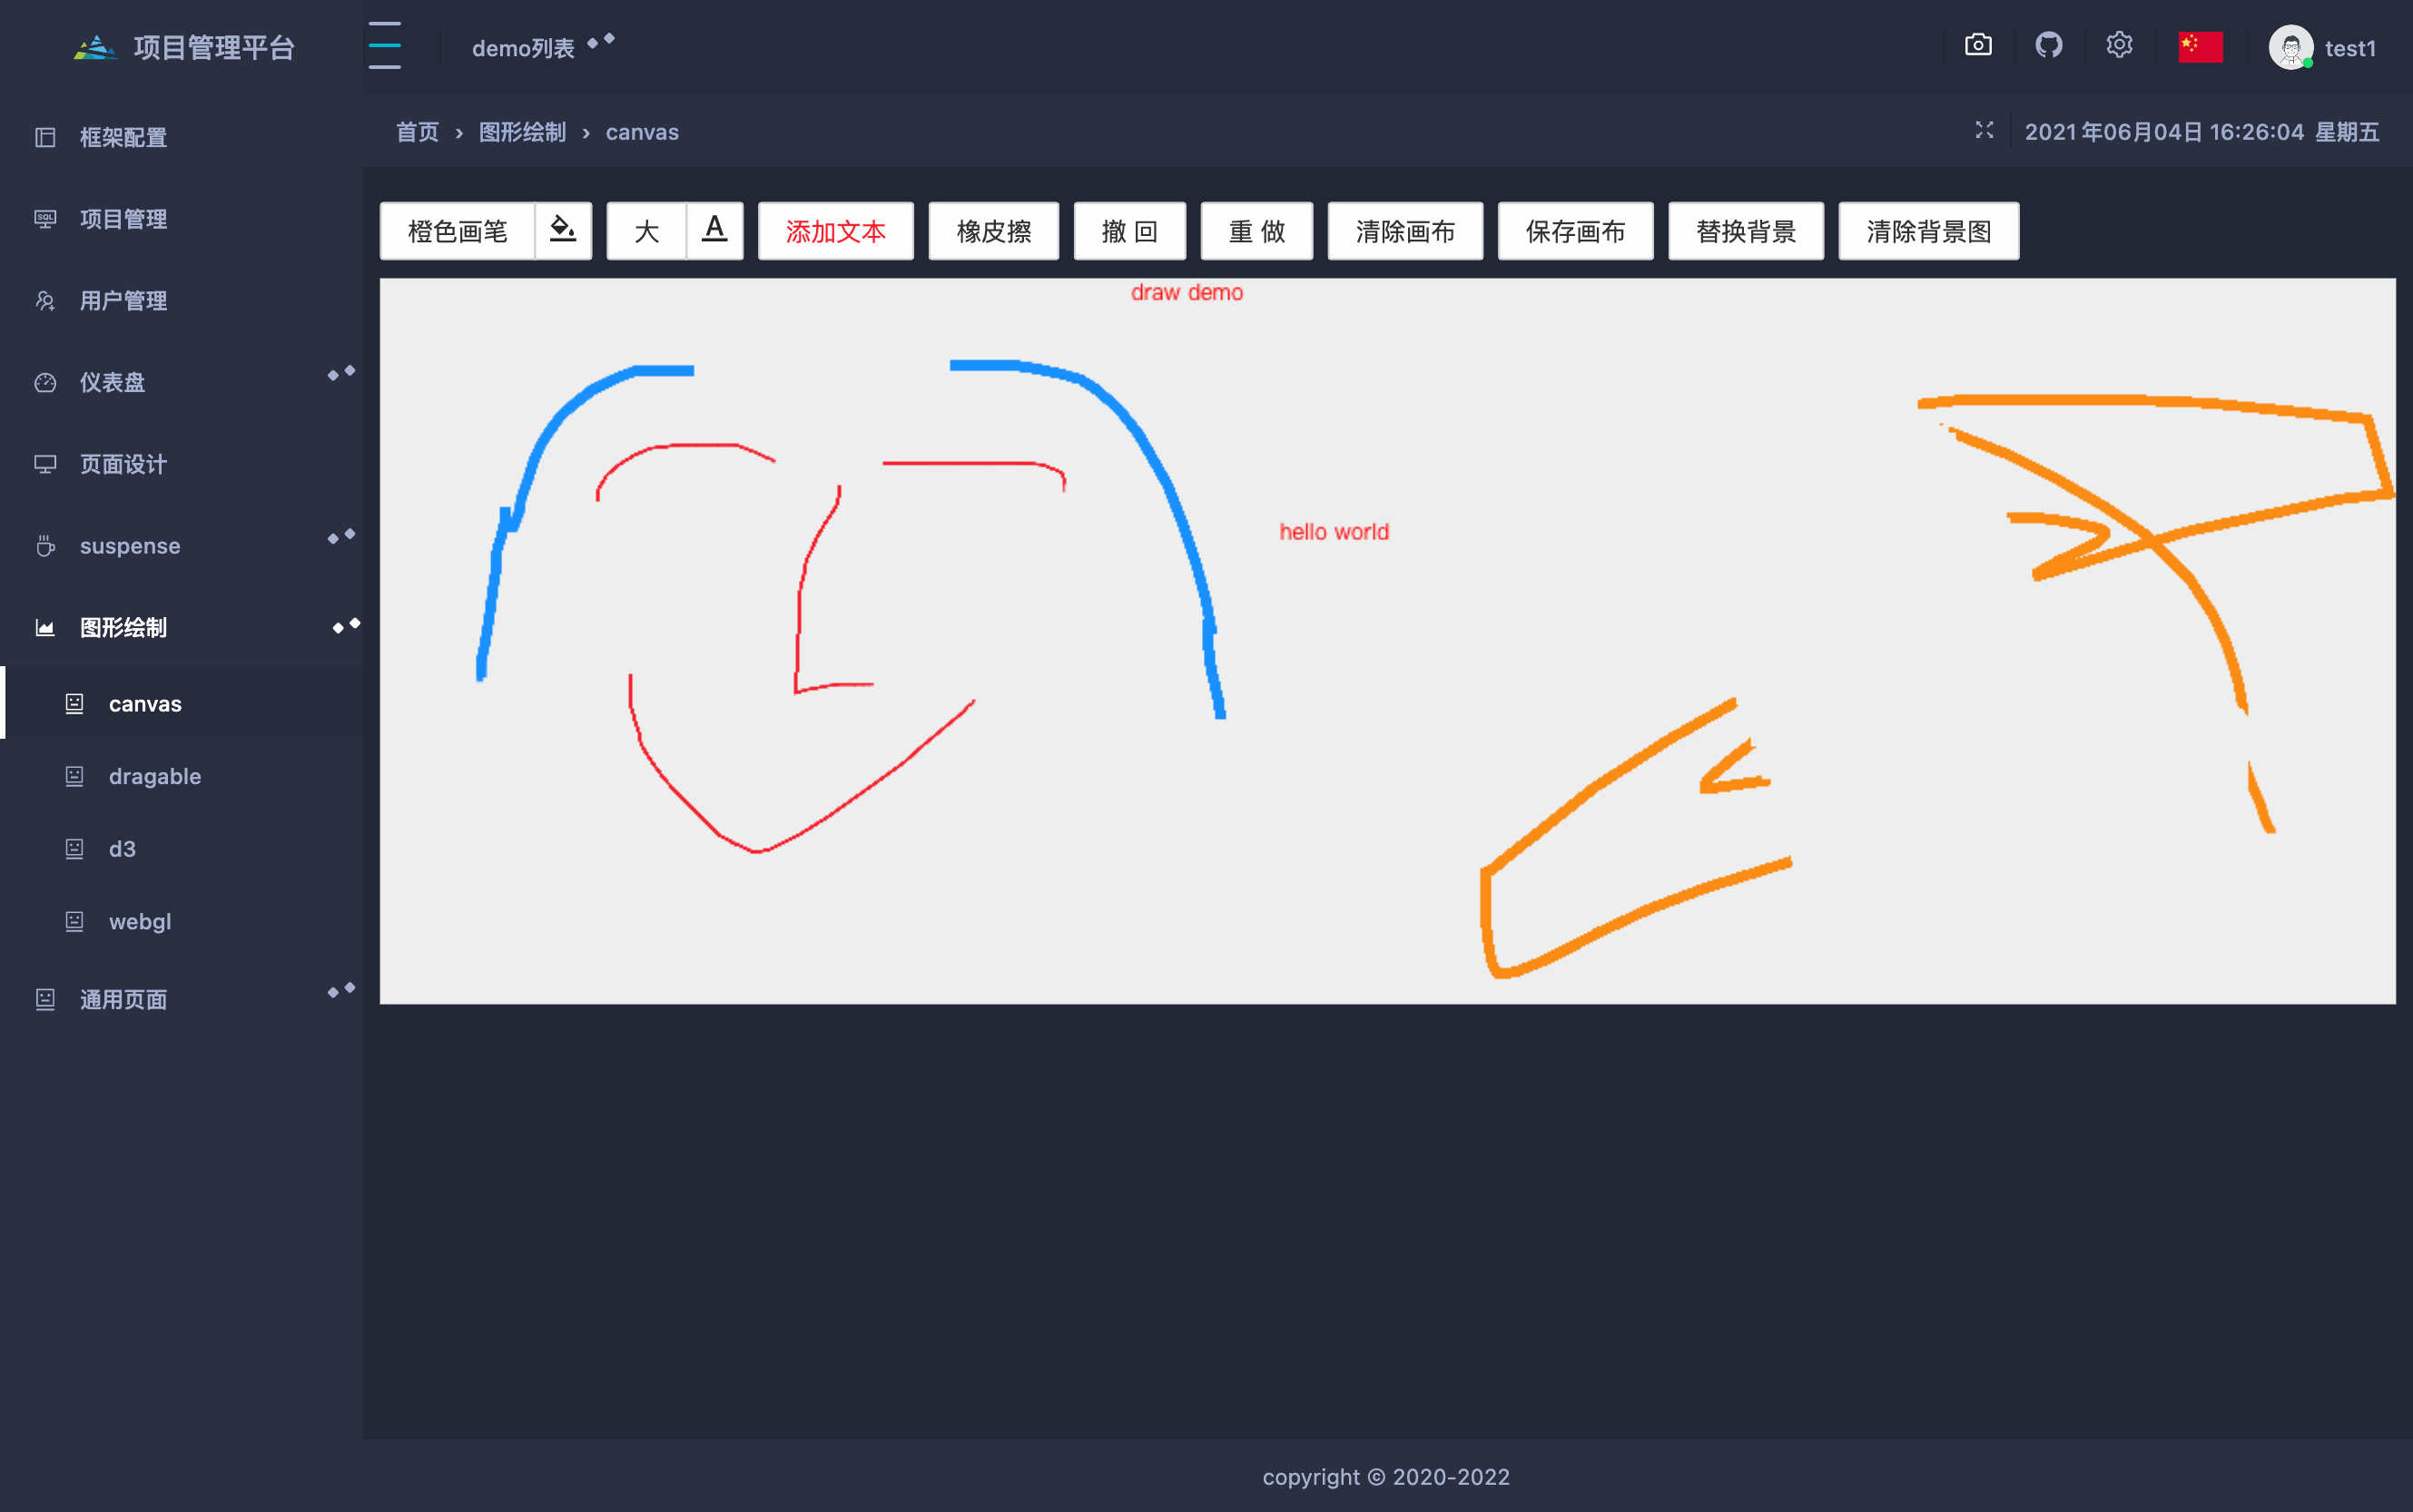 项目管理平台
demo列表
test1
首页 › 图形绘制 › canvas
2021年06月04日 16:26:04 星期五
框架配置
项目管理
用户管理
仪表盘
页面设计
suspense
图形绘制
canvas
dragable
d3
webgl
通用页面
橙色画笔 大 A 添加文本 橡皮擦 撤 回 重 做 清除画布 保存画布 替换背景 清除背景图
draw demo
hello world
copyright © 2020-2022